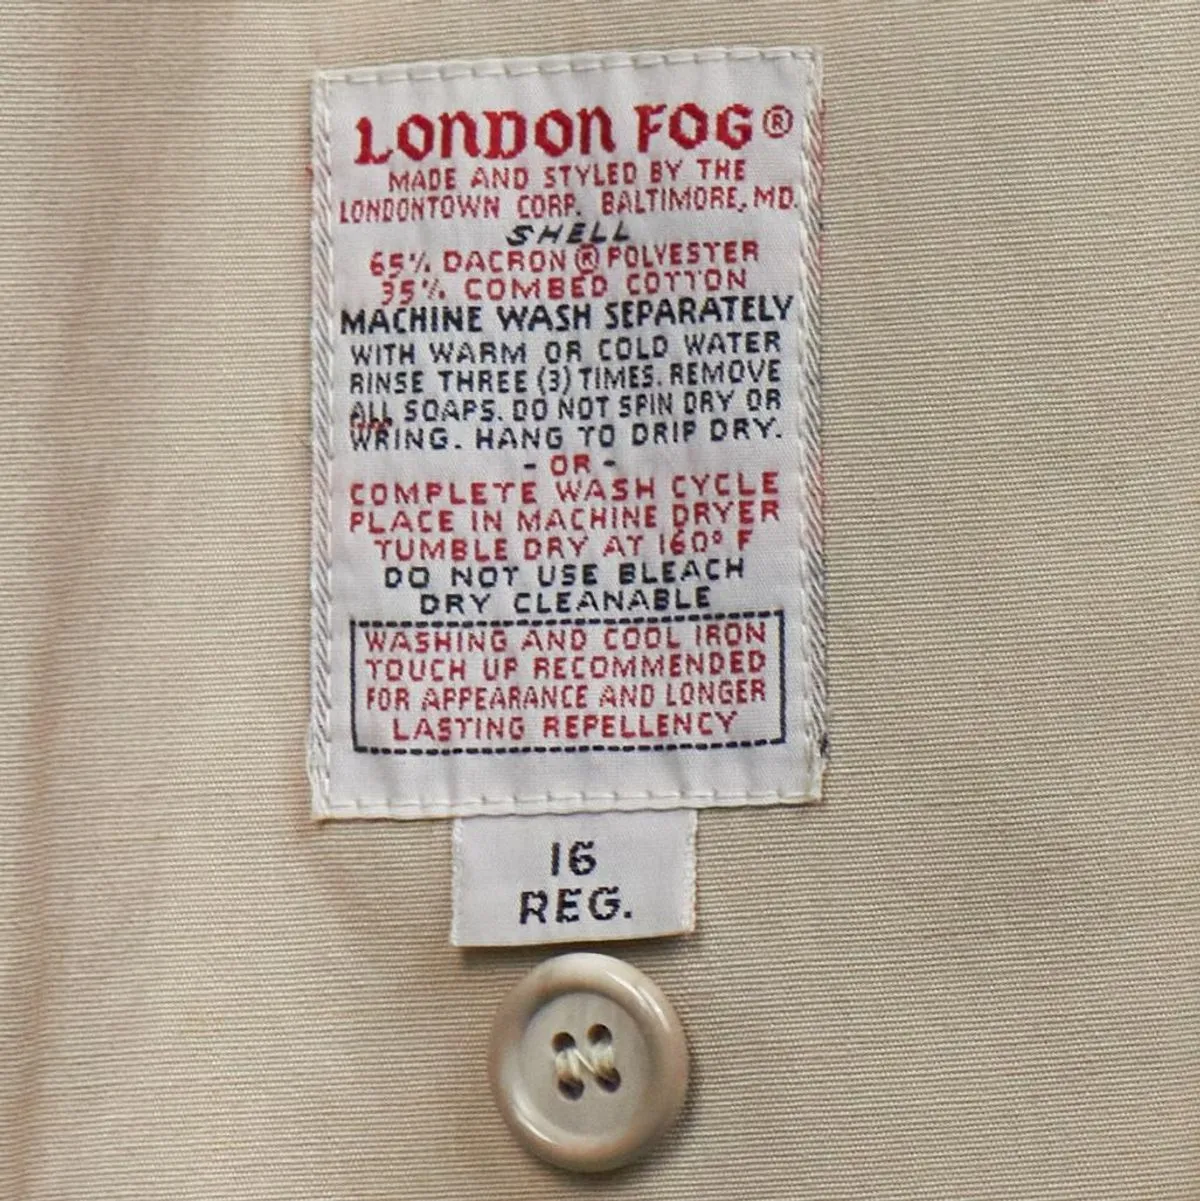 LONDON FOG®
MADE AND STYLED BY THE
LONDONTOWN CORP. BALTIMORE, MD.
SHELL
65% DACRON ® POLYESTER
35% COMBED COTTON
MACHINE WASH SEPARATELY
WITH WARM OR COLD WATER
RINSE THREE (3) TIMES. REMOVE
ALL SOAPS. DO NOT SPIN DRY OR
WRING. HANG TO DRIP DRY.
- OR -
COMPLETE WASH CYCLE
PLACE IN MACHINE DRYER
TUMBLE DRY AT 160° F
DO NOT USE BLEACH
DRY CLEANABLE
WASHING AND COOL IRON
TOUCH UP RECOMMENDED
FOR APPEARANCE AND LONGER
LASTING REPELLENCY
16
REG.